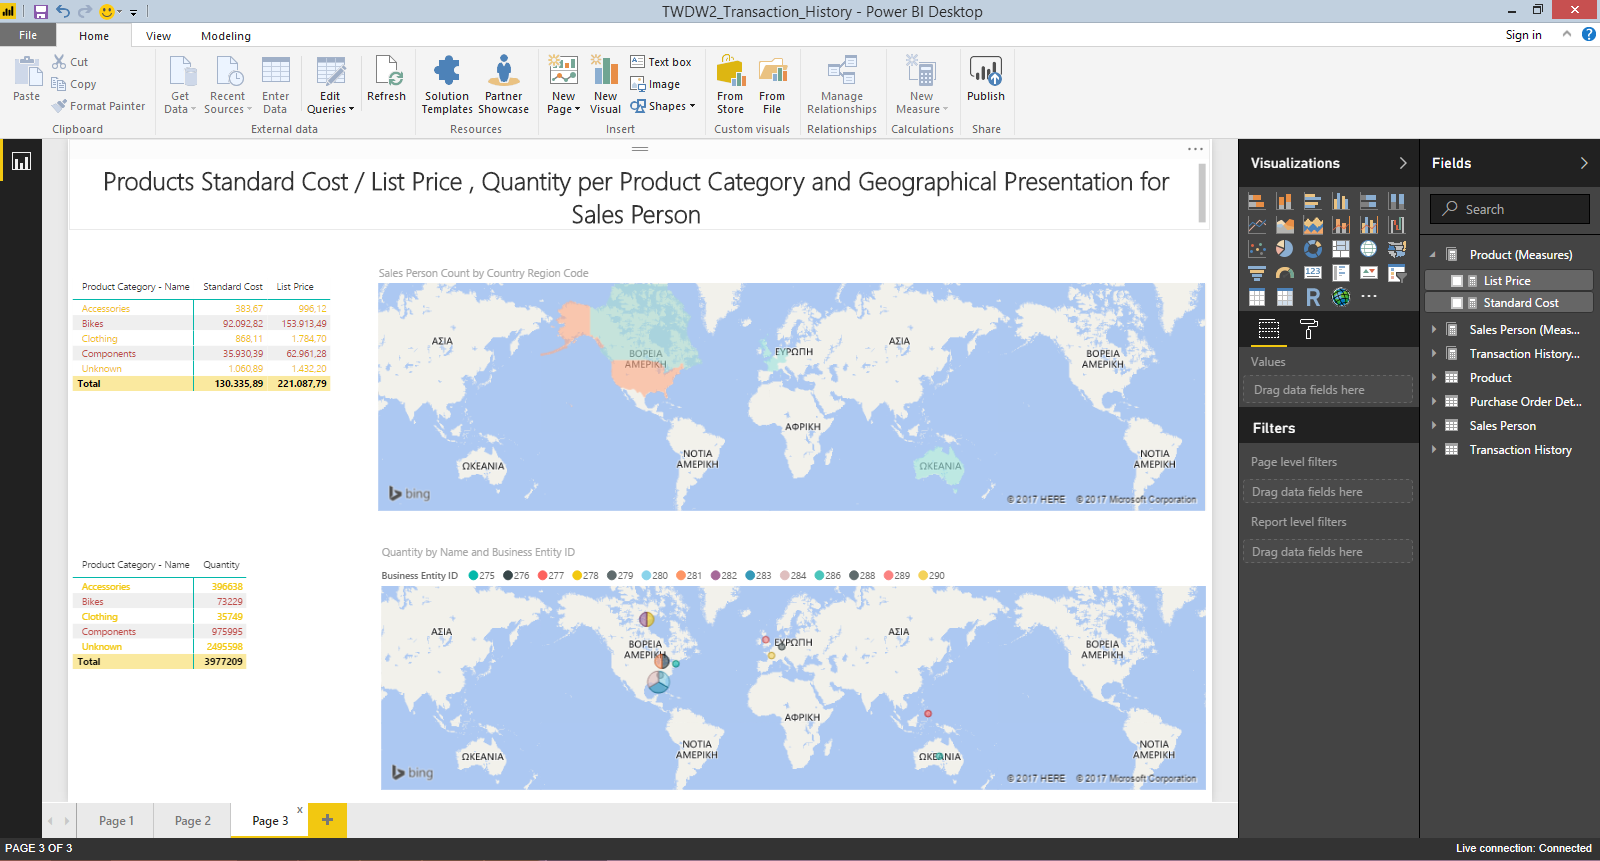 TWDW2_Transaction_History - Power BI Desktop
File Home View Modeling Sign in
Paste
Cut
Copy
Format Painter
Clipboard
Get Data
Recent Sources
Enter Data
Edit Queries
Refresh
External data
Solution Templates
Partner Showcase
Resources
New Page
New Visual
Text box
Image
Shapes
Insert
From Store
From File
Custom visuals
Manage Relationships
Relationships
New Measure
Calculations
Publish
Share
Products Standard Cost / List Price , Quantity per Product Category and Geographical Presentation for
Sales Person
Product Category - Name Standard Cost List Price
Accessories 383,67 996,12
Bikes 92.092,82 153.913,49
Clothing 868,11 1.784,70
Components 35.930,39 62.961,28
Unknown 1.060,89 1.432,20
Total 130.335,89 221.087,79
Sales Person Count by Country Region Code
ΑΣΙΑ
ΒΟΡΕΙΑ ΑΜΕΡΙΚΗ
ΕΥΡΩΠΗ
ΑΣΙΑ
ΒΟΡΕΙΑ ΑΜΕΡΙΚΗ
ΑΦΡΙΚΗ
ΩΚΕΑΝΙΑ
ΝΟΤΙΑ ΑΜΕΡΙΚΗ
ΩΚΕΑΝΙΑ
ΝΟΤΙΑ ΑΜΕΡΙΚΗ
bing
© 2017 HERE © 2017 Microsoft Corporation
Product Category - Name Quantity
Accessories 396638
Bikes 73229
Clothing 35749
Components 975995
Unknown 2495598
Total 3977209
Quantity by Name and Business Entity ID
Business Entity ID 275 276 277 278 279 280 281 282 283 284 286 288 289 290
ΑΣΙΑ
ΒΟΡΕΙΑ ΑΜΕΡΙΚΗ
ΕΥΡΩΠΗ
ΑΣΙΑ
ΒΟΡΕΙΑ ΑΜΕΡΙΚΗ
ΑΦΡΙΚΗ
ΩΚΕΑΝΙΑ
ΝΟΤΙΑ ΑΜΕΡΙΚΗ
ΩΚΕΑΝΙΑ
ΝΟΤΙΑ ΑΜΕΡΙΚΗ
bing
© 2017 HERE © 2017 Microsoft Corporation
Visualizations
123
R
Values
Drag data fields here
Filters
Page level filters
Drag data fields here
Report level filters
Drag data fields here
Fields
Search
Product (Measures)
List Price
Standard Cost
Sales Person (Meas...
Transaction History...
Product
Purchase Order Det...
Sales Person
Transaction History
Page 1 Page 2 Page 3 x +
PAGE 3 OF 3 Live connection: Connected